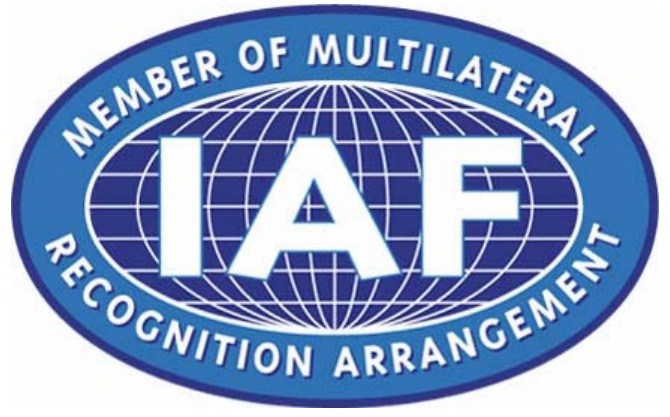 MEMBER OF MULTILATERAL
IAF
RECOGNITION ARRANGEMENT